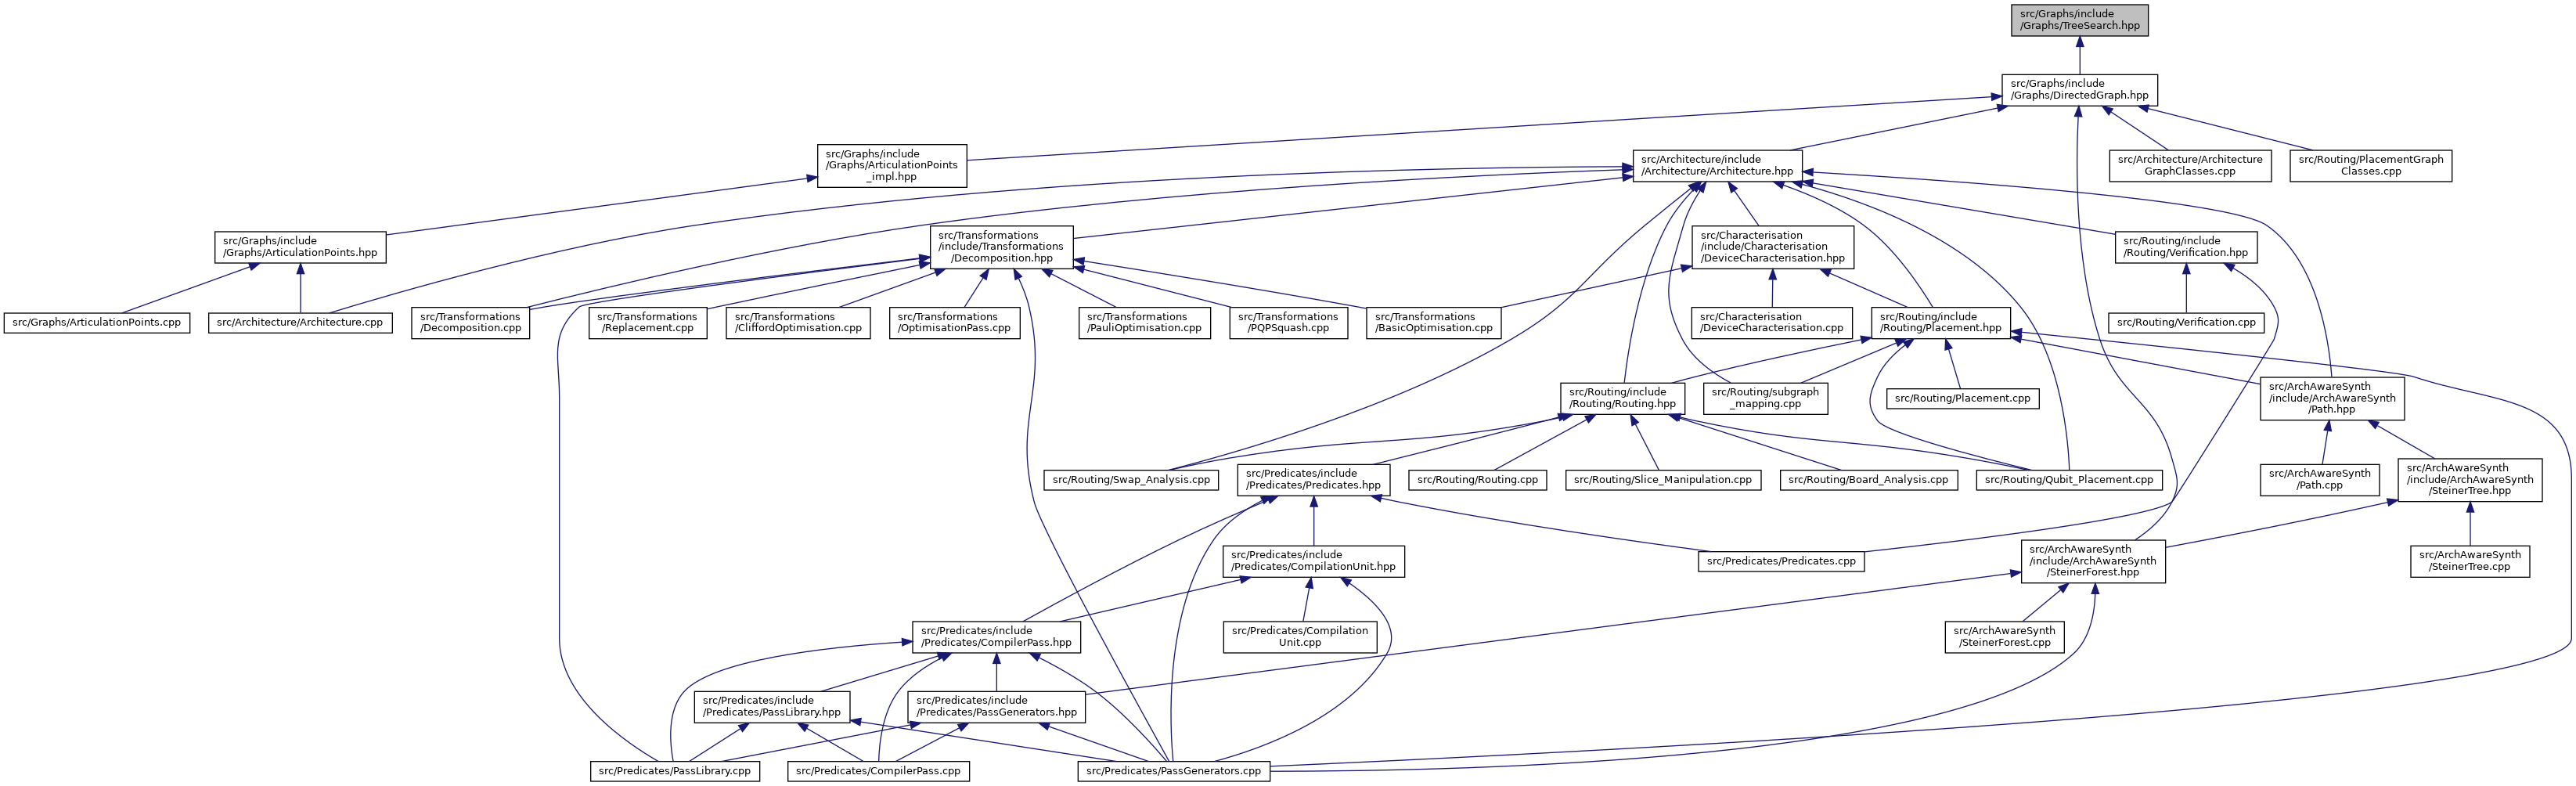 src/Graphs/include
/Graphs/TreeSearch.hpp
src/Graphs/include
/Graphs/DirectedGraph.hpp
src/Graphs/include
/Graphs/ArticulationPoints
_impl.hpp
src/Architecture/include
/Architecture/Architecture.hpp
src/Architecture/Architecture
GraphClasses.cpp
src/Routing/PlacementGraph
Classes.cpp
src/Graphs/include
/Graphs/ArticulationPoints.hpp
src/Transformations
/include/Transformations
/Decomposition.hpp
src/Characterisation
/include/Characterisation
/DeviceCharacterisation.hpp
src/Routing/include
/Routing/Verification.hpp
src/Graphs/ArticulationPoints.cpp
src/Architecture/Architecture.cpp
src/Transformations
/Decomposition.cpp
src/Transformations
/Replacement.cpp
src/Transformations
/CliffordOptimisation.cpp
src/Transformations
/OptimisationPass.cpp
src/Transformations
/PauliOptimisation.cpp
src/Transformations
/PQPSquash.cpp
src/Transformations
/BasicOptimisation.cpp
src/Characterisation
/DeviceCharacterisation.cpp
src/Routing/include
/Routing/Placement.hpp
src/Routing/Verification.cpp
src/Routing/include
/Routing/Routing.hpp
src/Routing/subgraph
_mapping.cpp
src/Routing/Placement.cpp
src/ArchAwareSynth
/include/ArchAwareSynth
/Path.hpp
src/Routing/Swap_Analysis.cpp
src/Predicates/include
/Predicates/Predicates.hpp
src/Routing/Routing.cpp
src/Routing/Slice_Manipulation.cpp
src/Routing/Board_Analysis.cpp
src/Routing/Qubit_Placement.cpp
src/ArchAwareSynth
/Path.cpp
src/ArchAwareSynth
/include/ArchAwareSynth
/SteinerTree.hpp
src/Predicates/include
/Predicates/CompilationUnit.hpp
src/Predicates/Predicates.cpp
src/ArchAwareSynth
/include/ArchAwareSynth
/SteinerForest.hpp
src/ArchAwareSynth
/SteinerTree.cpp
src/Predicates/include
/Predicates/CompilerPass.hpp
src/Predicates/Compilation
Unit.cpp
src/ArchAwareSynth
/SteinerForest.cpp
src/Predicates/include
/Predicates/PassLibrary.hpp
src/Predicates/include
/Predicates/PassGenerators.hpp
src/Predicates/PassLibrary.cpp
src/Predicates/CompilerPass.cpp
src/Predicates/PassGenerators.cpp